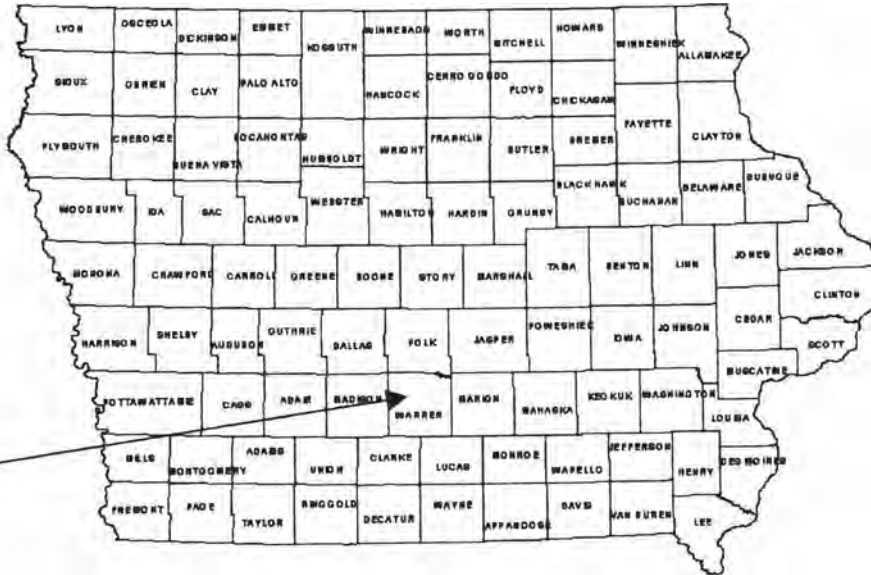 LYON
OSCEOLA
DICKINSON
EMMET
KOSSUTH
WINNEBAGO
WORTH
MITCHELL
HOWARD
WINNESHIEK
ALLAMAKEE
SIOUX
OBRIEN
CLAY
PALO ALTO
HANCOCK
CERRO GORDO
FLOYD
CHICKASAW
PLYMOUTH
CHEROKEE
BUENA VISTA
POCAHONTAS
HUMBOLDT
WRIGHT
FRANKLIN
BUTLER
BREMER
FAYETTE
CLAYTON
WOODBURY
IDA
SAC
CALHOUN
WEBSTER
HAMILTON
HARDIN
GRUNDY
BLACK HAWK
BUCHANAN
DELAWARE
DUBUQUE
MONONA
CRAWFORD
CARROLL
GREENE
BOONE
STORY
MARSHALL
TAMA
BENTON
LINN
JONES
JACKSON
CLINTON
HARRISON
SHELBY
AUDUBON
GUTHRIE
DALLAS
POLK
JASPER
POWESHIEK
IOWA
JOHNSON
CEDAR
SCOTT
MUSCATINE
POTTAWATTAMIE
CASS
ADAIR
MADISON
WARREN
MARION
MAHASKA
KEOKUK
WASHINGTON
LOUISA
MILLS
MONTGOMERY
ADAMS
UNION
CLARKE
LUCAS
MONROE
WAPELLO
JEFFERSON
HENRY
DES MOINES
FREMONT
PAGE
TAYLOR
RINGGOLD
DECATUR
WAYNE
APPANOOSE
DAVIS
VAN BUREN
LEE